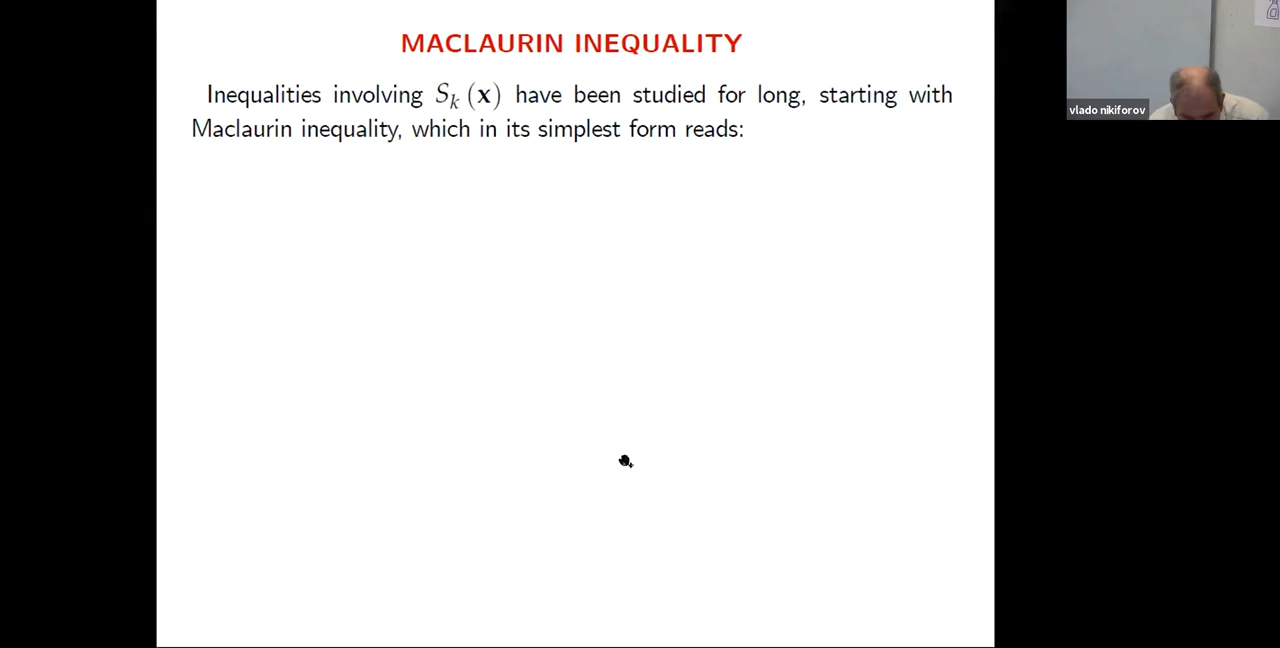 MACLAURIN INEQUALITY
Inequalities involving S_k (x) have been studied for long, starting with
Maclaurin inequality, which in its simplest form reads:
vlado nikiforov